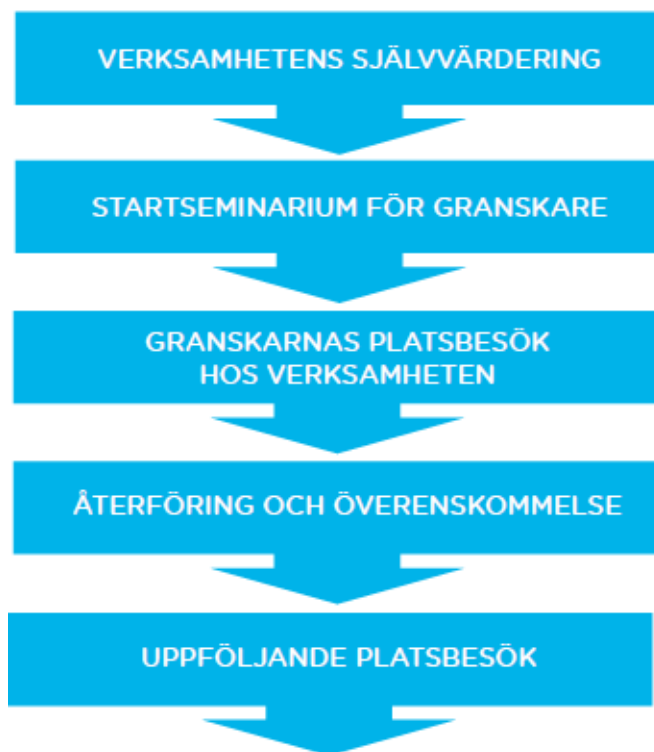 VERKSAMHETENS SJÄLVVÄRDERING
STARTSEMINARIUM FÖR GRANSKARE
GRANSKARNAS PLATSBESÖK
HOS VERKSAMHETEN
ÅTERFÖRING OCH ÖVERENSKOMMELSE
UPPFÖLJANDE PLATSBESÖK